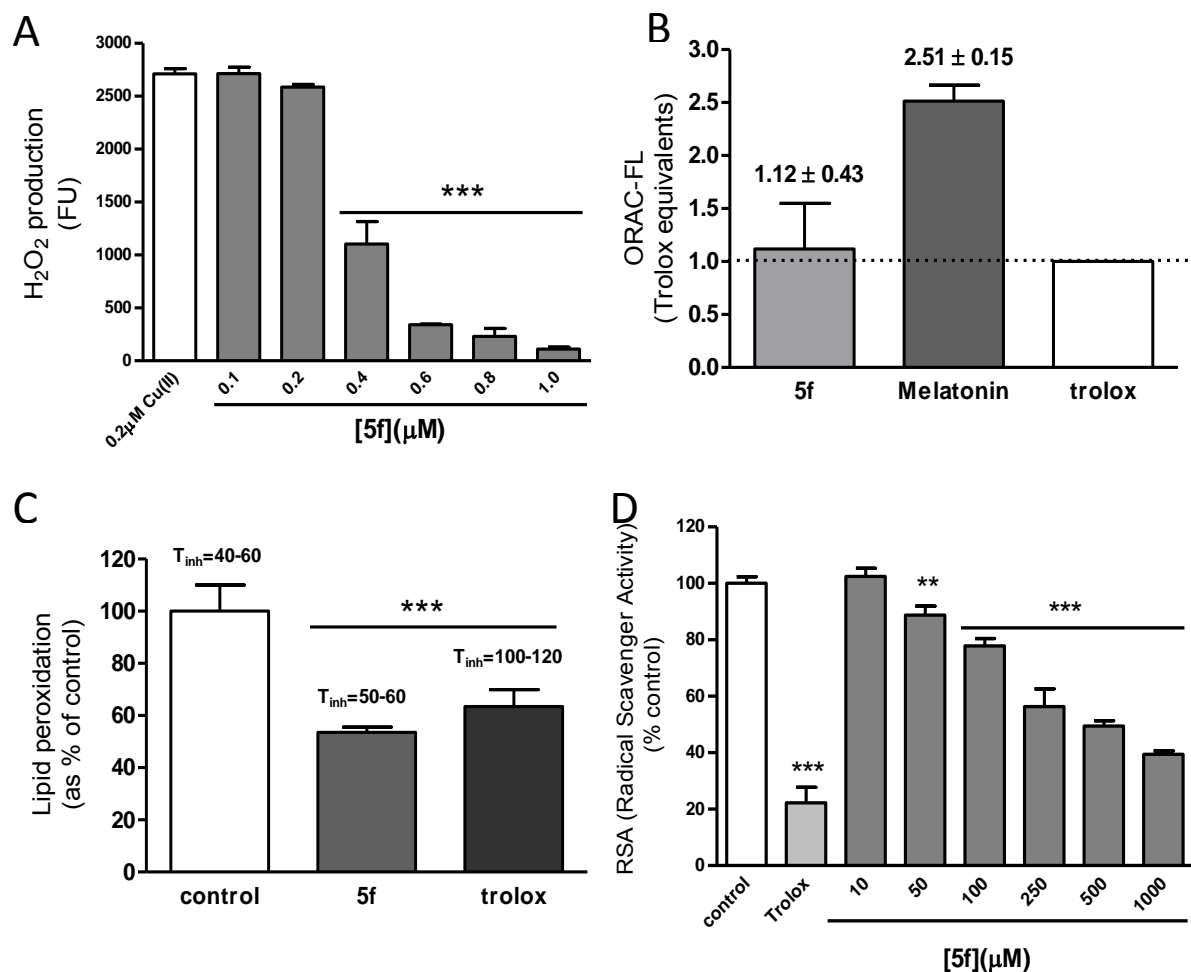 A
H₂O₂ production
(FU)
3000
2500
2000
1500
1000
500
0
***
0.2μM Cu(II)
0.1
0.2
0.4
0.6
0.8
1.0
[5f](μM)
B
ORAC-FL
(Trolox equivalents)
3.0
2.5
2.0
1.5
1.0
0.5
0.0
1.12 ± 0.43
2.51 ± 0.15
5f
Melatonin
trolox
C
Lipid peroxidation
(as % of control)
120
100
80
60
40
20
0
Tinh=40-60
***
Tinh=50-60
Tinh=100-120
control
5f
trolox
D
RSA (Radical Scavenger Activity)
(% control)
120
100
80
60
40
20
0
***
**
***
control
Trolox
10
50
100
250
500
1000
[5f](μM)